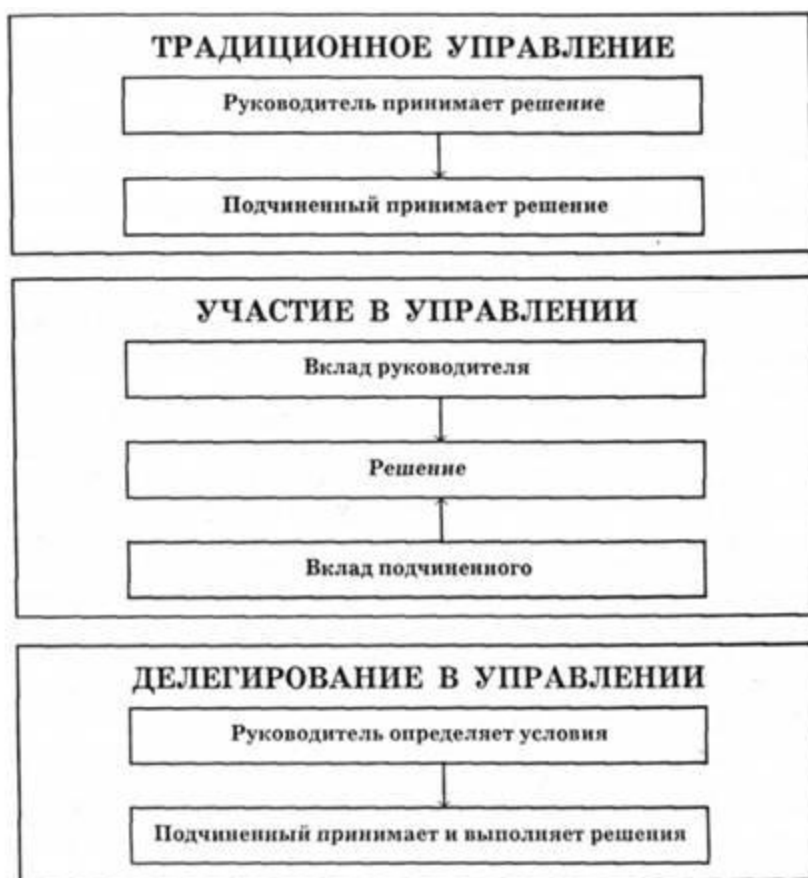 ТРАДИЦИОННОЕ УПРАВЛЕНИЕ
Руководитель принимает решение
Подчиненный принимает решение
УЧАСТИЕ В УПРАВЛЕНИИ
Вклад руководителя
Решение
Вклад подчиненного
ДЕЛЕГИРОВАНИЕ В УПРАВЛЕНИИ
Руководитель определяет условия
Подчиненный принимает и выполняет решения